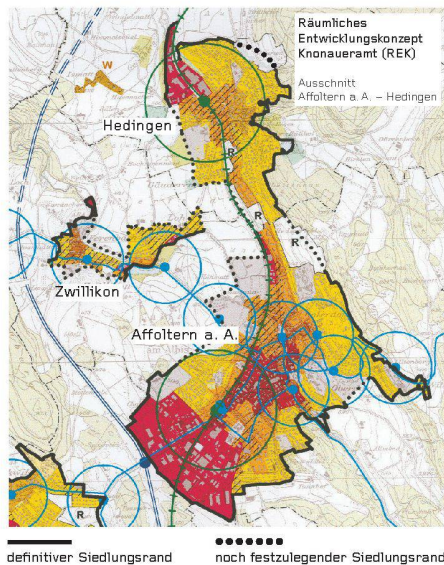 Räumliches
Entwicklungskonzept
Knonaueramt (REK)
Ausschnitt
Affoltern a. A. – Hedingen
W
Hedingen
R
R
R
Zwillikon
Affoltern a. A.
R
definitiver Siedlungsrand
noch festzulegender Siedlungsrand